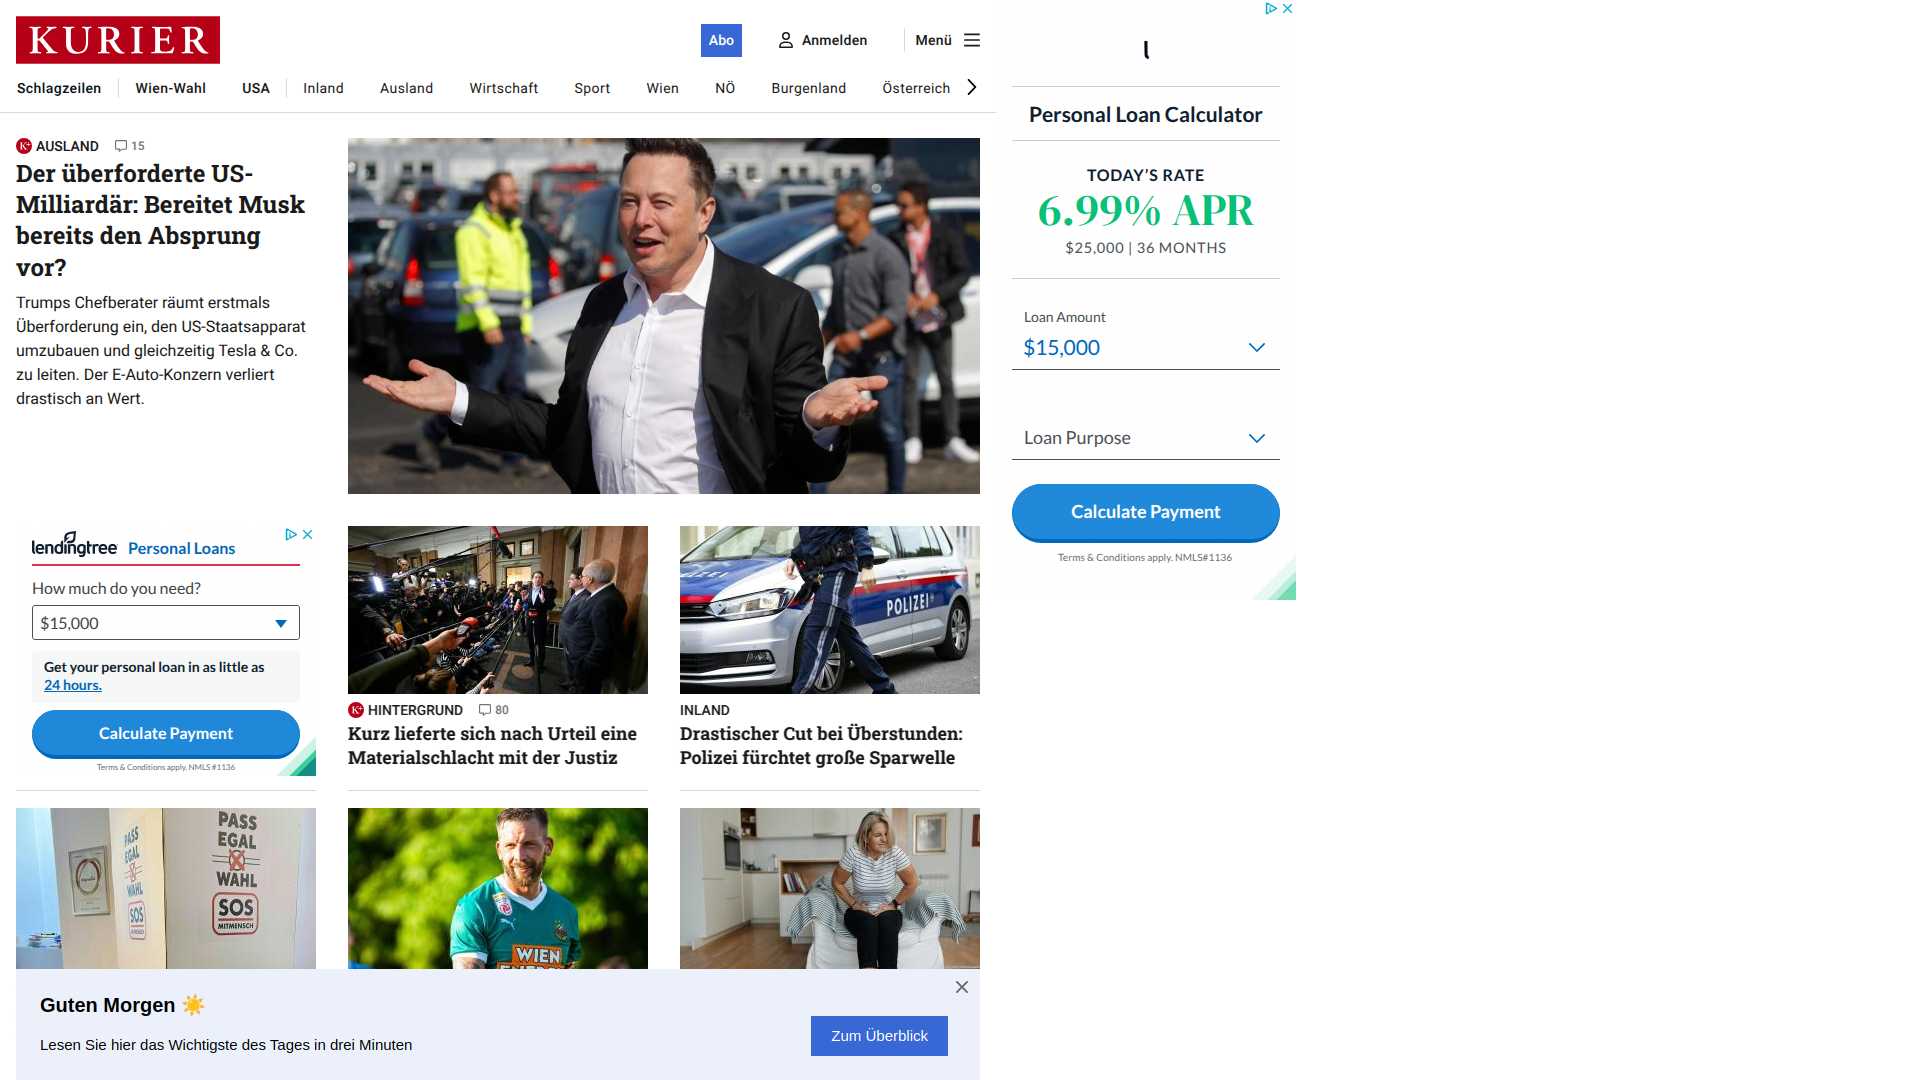 KURIER
Abo
Anmelden
Menü
Schlagzeilen
Wien-Wahl
USA
Inland
Ausland
Wirtschaft
Sport
Wien
NÖ
Burgenland
Österreich
K+ AUSLAND 15
Der überforderte US-
Milliardär: Bereitet Musk
bereits den Absprung
vor?
Trumps Chefberater räumt erstmals
Überforderung ein, den US-Staatsapparat
umzubauen und gleichzeitig Tesla & Co.
zu leiten. Der E-Auto-Konzern verliert
drastisch an Wert.
Personal Loan Calculator
TODAY'S RATE
6.99% APR
$25,000 | 36 MONTHS
Loan Amount
$15,000
Loan Purpose
Calculate Payment
Terms & Conditions apply. NMLS#1136
lendingtree Personal Loans
How much do you need?
$15,000
Get your personal loan in as little as
24 hours.
Calculate Payment
Terms & Conditions apply. NMLS #1136
K+ HINTERGRUND 80
Kurz lieferte sich nach Urteil eine
Materialschlacht mit der Justiz
POLIZEI
INLAND
Drastischer Cut bei Überstunden:
Polizei fürchtet große Sparwelle
PASS
EGAL
WAHL
SOS
MITMENSCH
PASS
EGAL
WAHL
SOS
WIEN
Guten Morgen ☀️
Lesen Sie hier das Wichtigste des Tages in drei Minuten
Zum Überblick